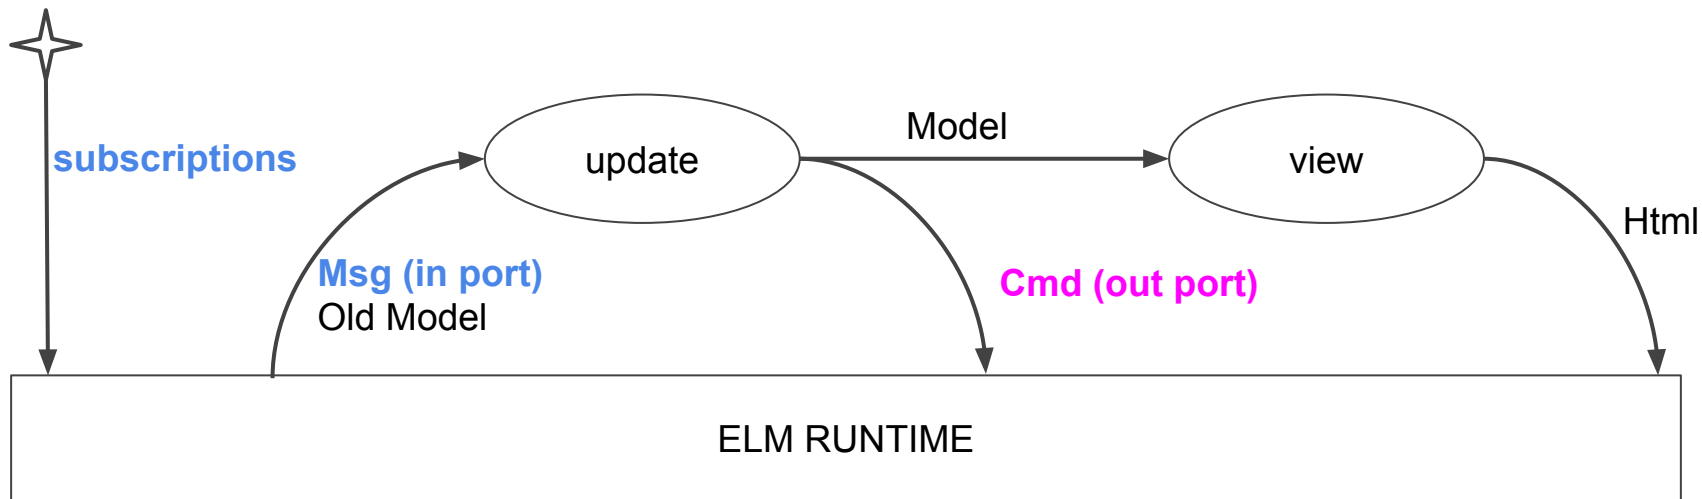 subscriptions
update
Model
view
Html
Msg (in port)
Old Model
Cmd (out port)
ELM RUNTIME